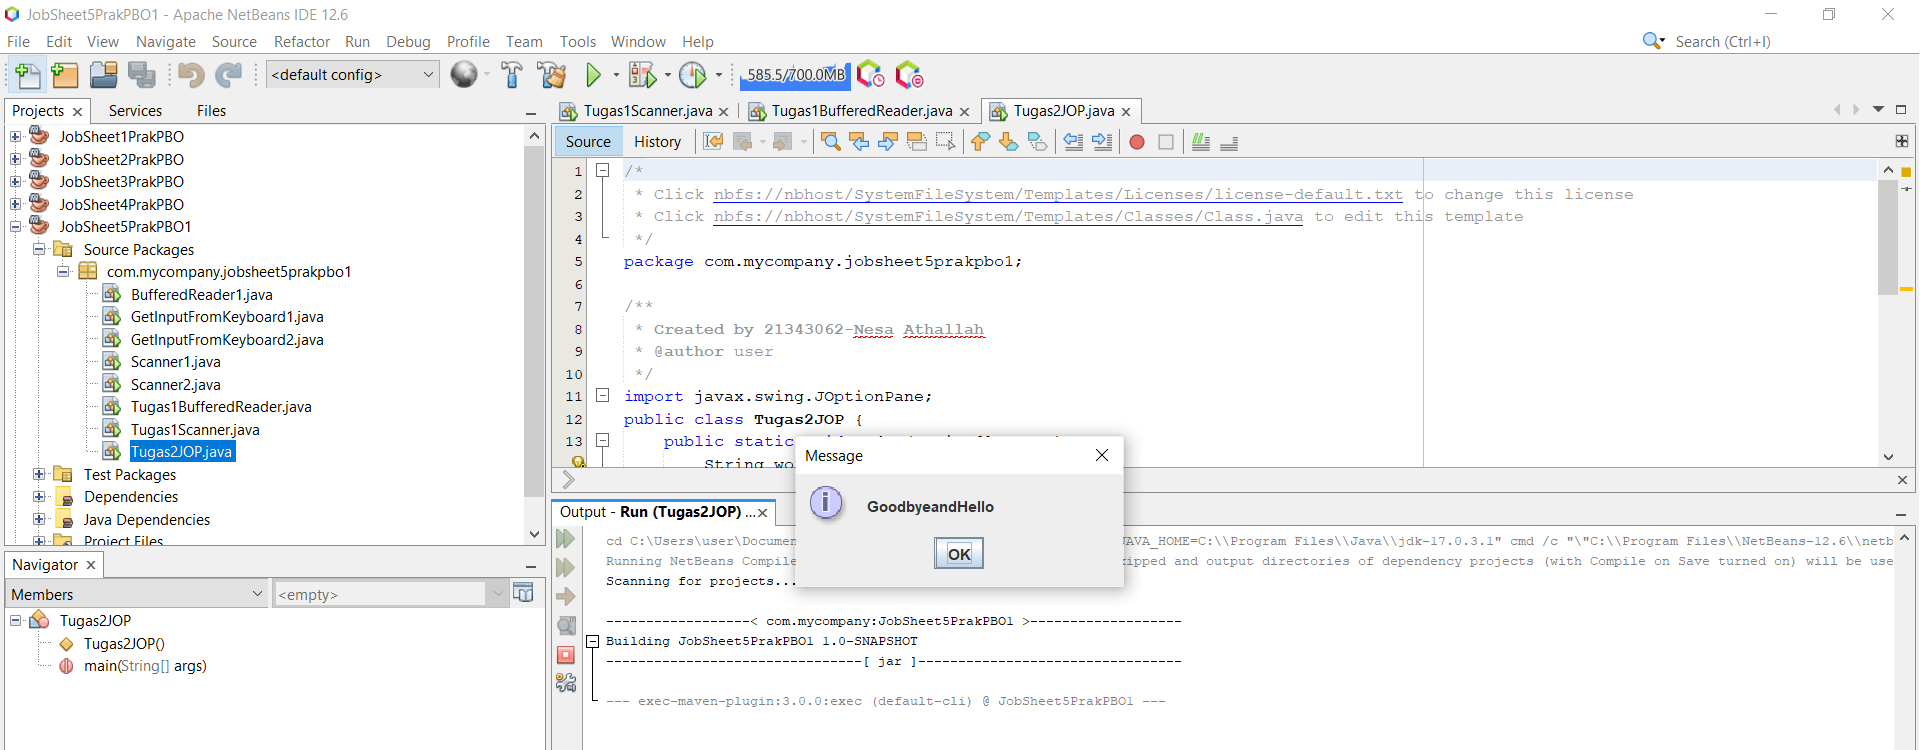 JobSheet5PrakPBO1 - Apache NetBeans IDE 12.6
File Edit View Navigate Source Refactor Run Debug Profile Team Tools Window Help
Search (Ctrl+I)
<default config>
585.5/700.0MB
Projects Services Files
JobSheet1PrakPBO
JobSheet2PrakPBO
JobSheet3PrakPBO
JobSheet4PrakPBO
JobSheet5PrakPBO1
Source Packages
com.mycompany.jobsheet5prakpbo1
BufferedReader1.java
GetInputFromKeyboard1.java
GetInputFromKeyboard2.java
Scanner1.java
Scanner2.java
Tugas1BufferedReader.java
Tugas1Scanner.java
Tugas2JOP.java
Test Packages
Dependencies
Java Dependencies
Project Files
Navigator
Members
<empty>
Tugas2JOP
Tugas2JOP()
main(String[] args)
Tugas1Scanner.java Tugas1BufferedReader.java Tugas2JOP.java
Source History
1 /*
2 * Click nbfs://nbhost/SystemFileSystem/Templates/Licenses/license-default.txt to change this license
3 * Click nbfs://nbhost/SystemFileSystem/Templates/Classes/Class.java to edit this template
4 */
5 package com.mycompany.jobsheet5prakpbo1;
6
7 /**
8 * Created by 21343062-Nesa Athallah
9 * @author user
10 */
11 import javax.swing.JOptionPane;
12 public class Tugas2JOP {
13 public static
String wo
Message
GoodbyeandHello
OK
Output - Run (Tugas2JOP) ...
cd C:\Users\user\Documen JAVA_HOME=C:\\Program Files\\Java\\jdk-17.0.3.1" cmd /c "\"C:\\Program Files\\NetBeans-12.6\\netb
Running NetBeans Compile ipped and output directories of dependency projects (with Compile on Save turned on) will be use
Scanning for projects...
------------------< com.mycompany:JobSheet5PrakPBO1 >-------------------
Building JobSheet5PrakPBO1 1.0-SNAPSHOT
--------------------------------[ jar ]---------------------------------
--- exec-maven-plugin:3.0.0:exec (default-cli) @ JobSheet5PrakPBO1 ---